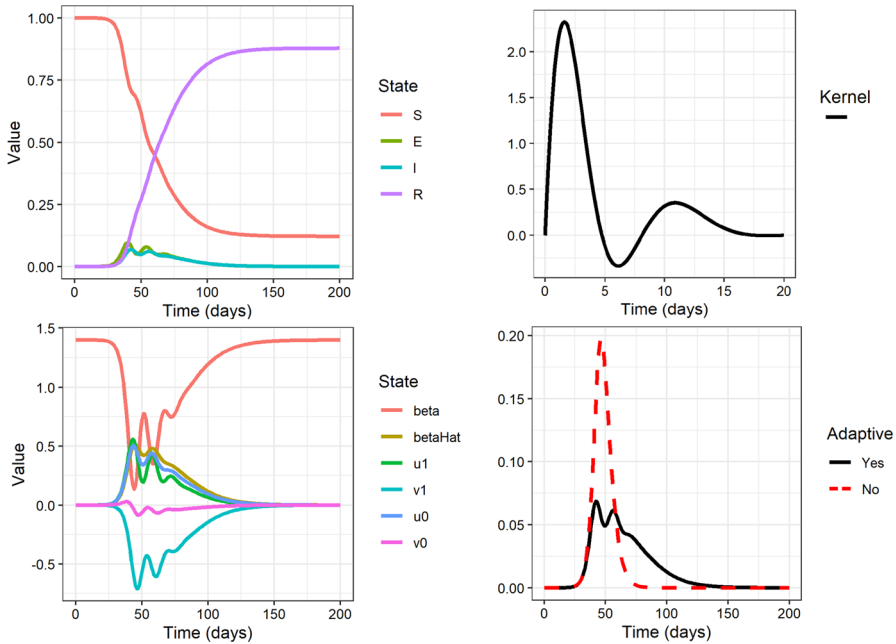 1.00
0.75
0.50
0.25
0.00
Value
0
50
100
150
200
Time (days)
State
S
E
I
R
2.0
1.5
1.0
0.5
0.0
0
5
10
15
20
Time (days)
Kernel
1.5
1.0
0.5
0.0
-0.5
Value
0
50
100
150
200
Time (days)
State
beta
betaHat
u1
v1
u0
v0
0.20
0.15
0.10
0.05
0.00
0
50
100
150
200
Time (days)
Adaptive
Yes
No